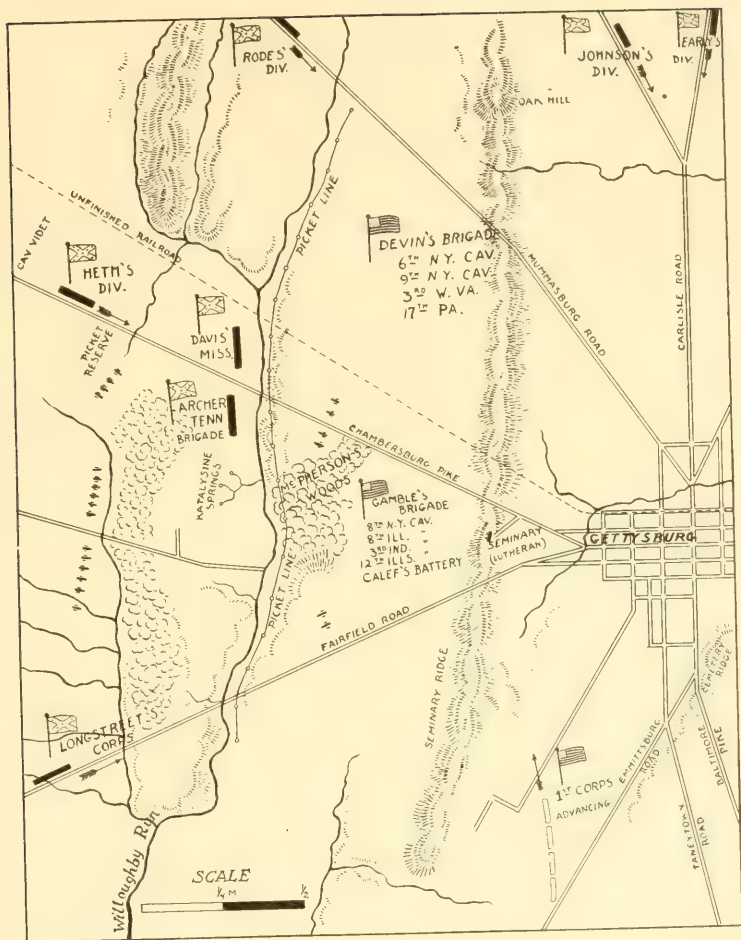 RODES'
DIV.
JOHNSON'S
DIV.
EARLY'S
DIV.
OAK HILL
UNFINISHED RAILROAD
PICKET LINE
CAV VIDET
HETH'S
DIV.
PICKET
RESERVE
DAVIS'
MISS.
ARCHER
TENN
BRIGADE
KATALYSINE
SPRINGS
DEVIN'S BRIGADE
6TH N.Y. CAV.
9TH N.Y. CAV.
3RD W. VA.
17TH PA.
MUMMASBURG ROAD
CARLISLE ROAD
CHAMBERSBURG PIKE
McPHERSON'S
WOODS
GAMBLE'S
BRIGADE
8TH N.Y. CAV.
8TH ILL. "
3RD IND. "
12TH ILLS.
CALEF'S BATTERY
SEMINARY
(LUTHERAN)
GETTYSBURG
PICKET LINE
FAIRFIELD ROAD
CEMETERY
RIDGE
LONGSTREET'S
CORPS
SEMINARY RIDGE
1ST CORPS
ADVANCING
EMMITTSBURG
ROAD
TANEYTOWN
ROAD
BALTIMORE
PIKE
Willoughby Run
SCALE
1/4 M
1/2